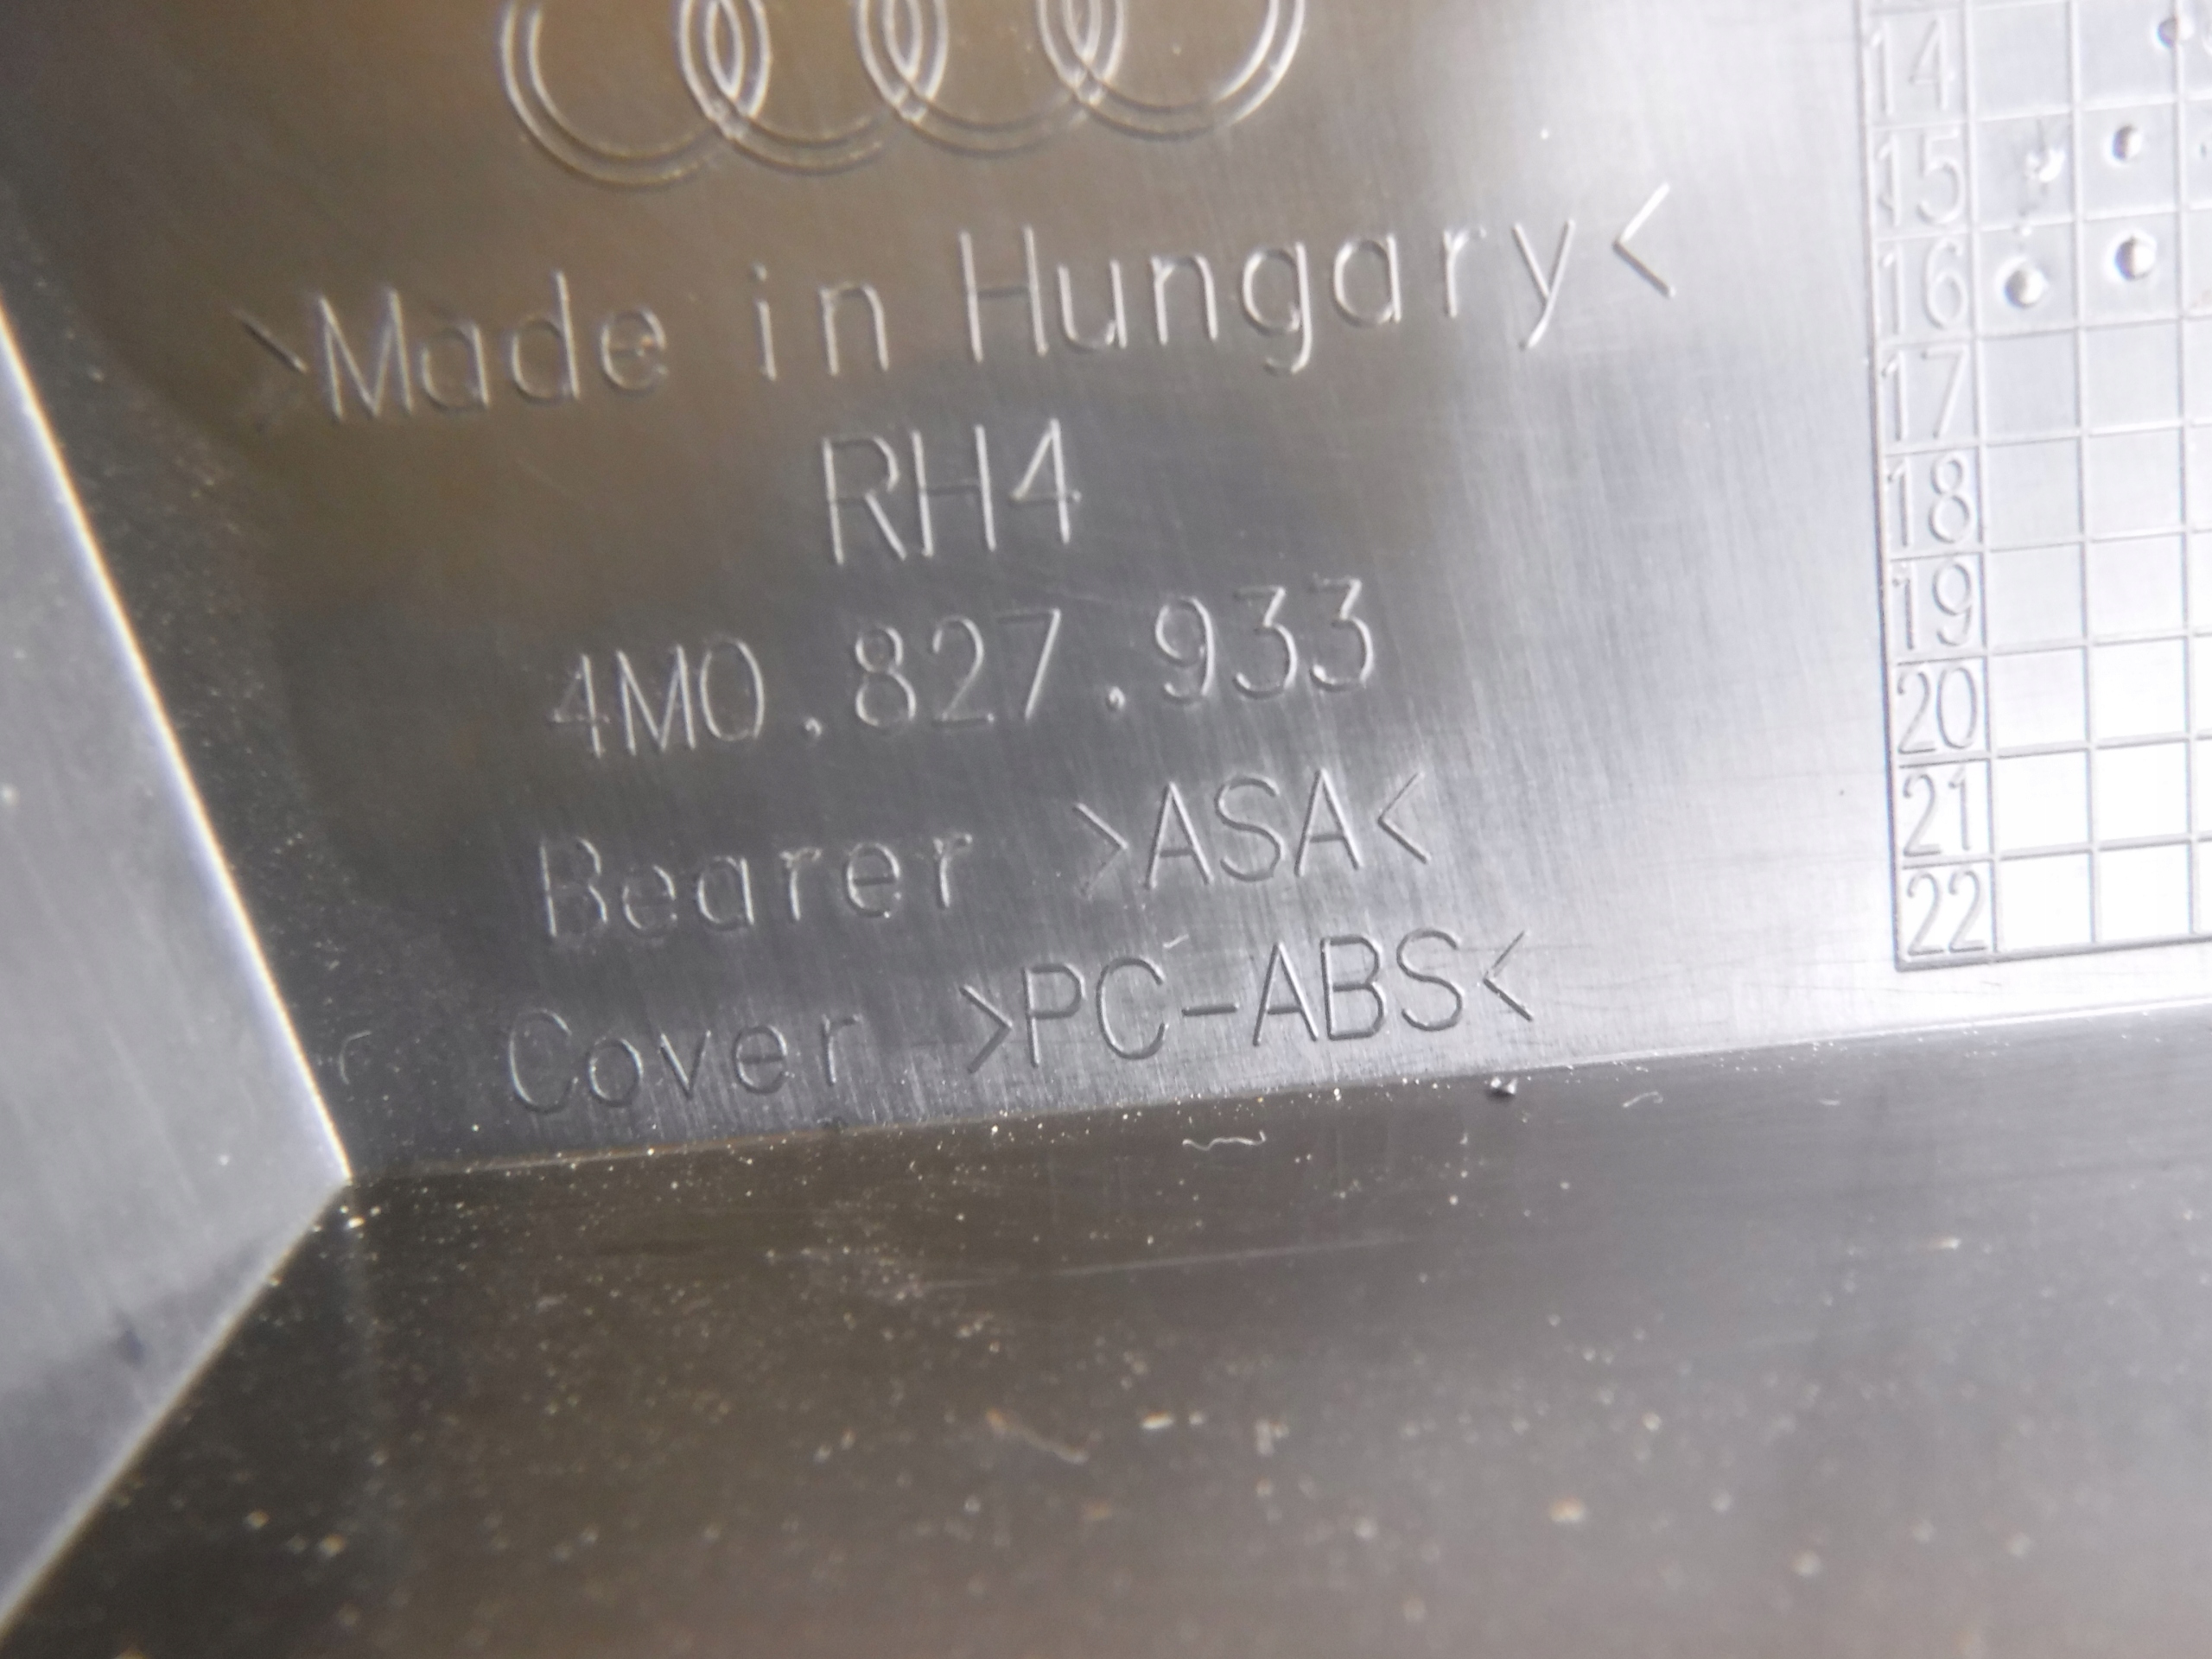 >Made in Hungary<
RH4
4M0.827.933
Bearer >ASA<
Cover >PC-ABS<
14
15
16
17
18
19
20
21
22